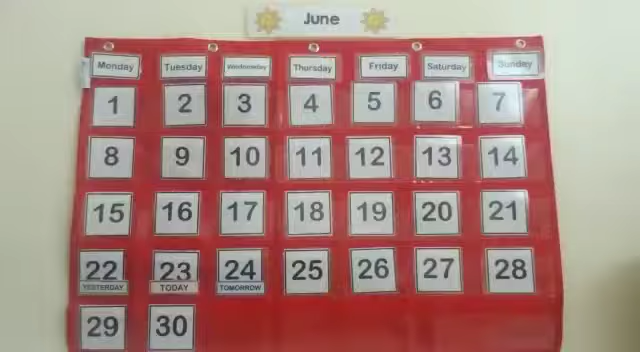 June
Monday Tuesday Wednesday Thursday Friday Saturday Sunday
1 2 3 4 5 6 7
8 9 10 11 12 13 14
15 16 17 18 19 20 21
22 23 24 25 26 27 28
YESTERDAY TODAY TOMORROW
29 30